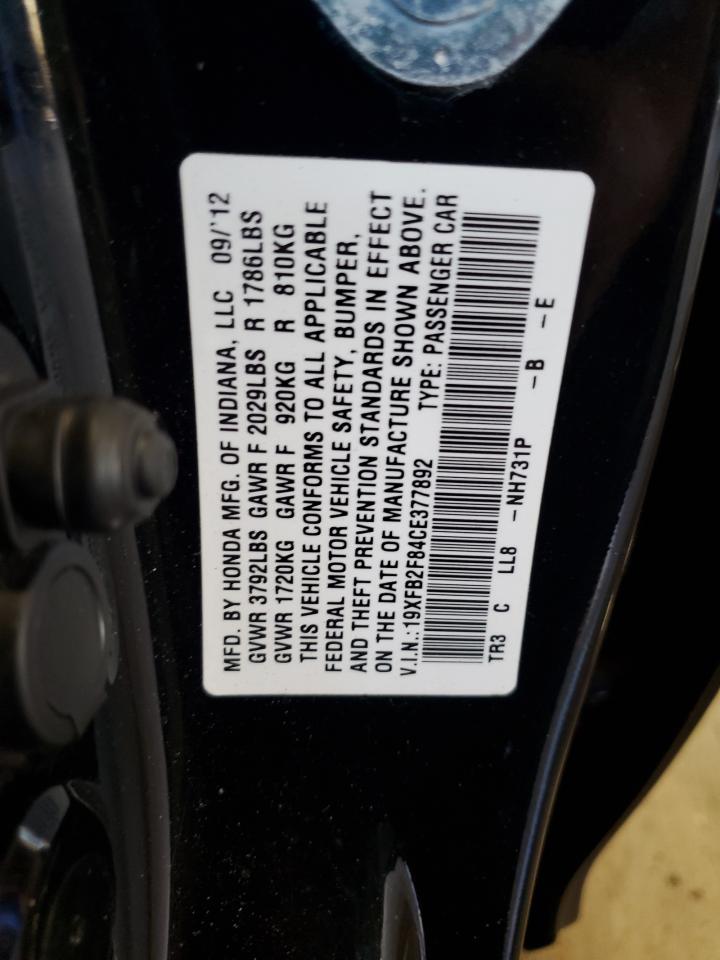 MFD. BY HONDA MFG. OF INDIANA, LLC 09/'12
GVWR 3792LBS GAWR F 2029LBS R 1786LBS
GVWR 1720KG GAWR F 920KG R 810KG
THIS VEHICLE CONFORMS TO ALL APPLICABLE
FEDERAL MOTOR VEHICLE SAFETY, BUMPER,
AND THEFT PREVENTION STANDARDS IN EFFECT
ON THE DATE OF MANUFACTURE SHOWN ABOVE.
V.I.N.:19XFB2F84CE377892 TYPE: PASSENGER CAR
TR3 C LL8 -NH731P -B -E